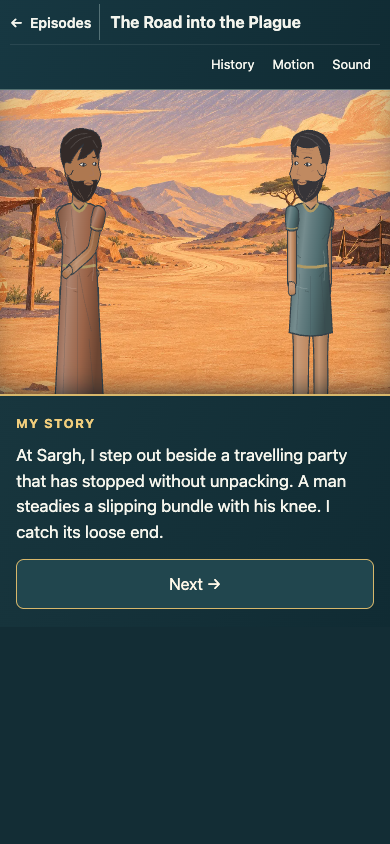 ← Episodes
The Road into the Plague
History Motion Sound
MY STORY
At Sargh, I step out beside a travelling party
that has stopped without unpacking. A man
steadies a slipping bundle with his knee. I
catch its loose end.
Next →